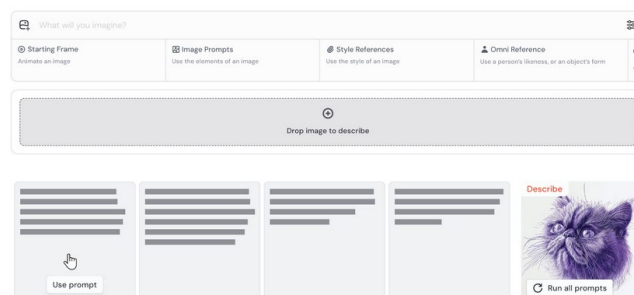 What will you imagine?
Starting Frame
Animate an image
Image Prompts
Use the elements of an image
Style References
Use the style of an image
Omni Reference
Use a person's likeness, or an object's form
Drop image to describe
Use prompt
Describe
Run all prompts